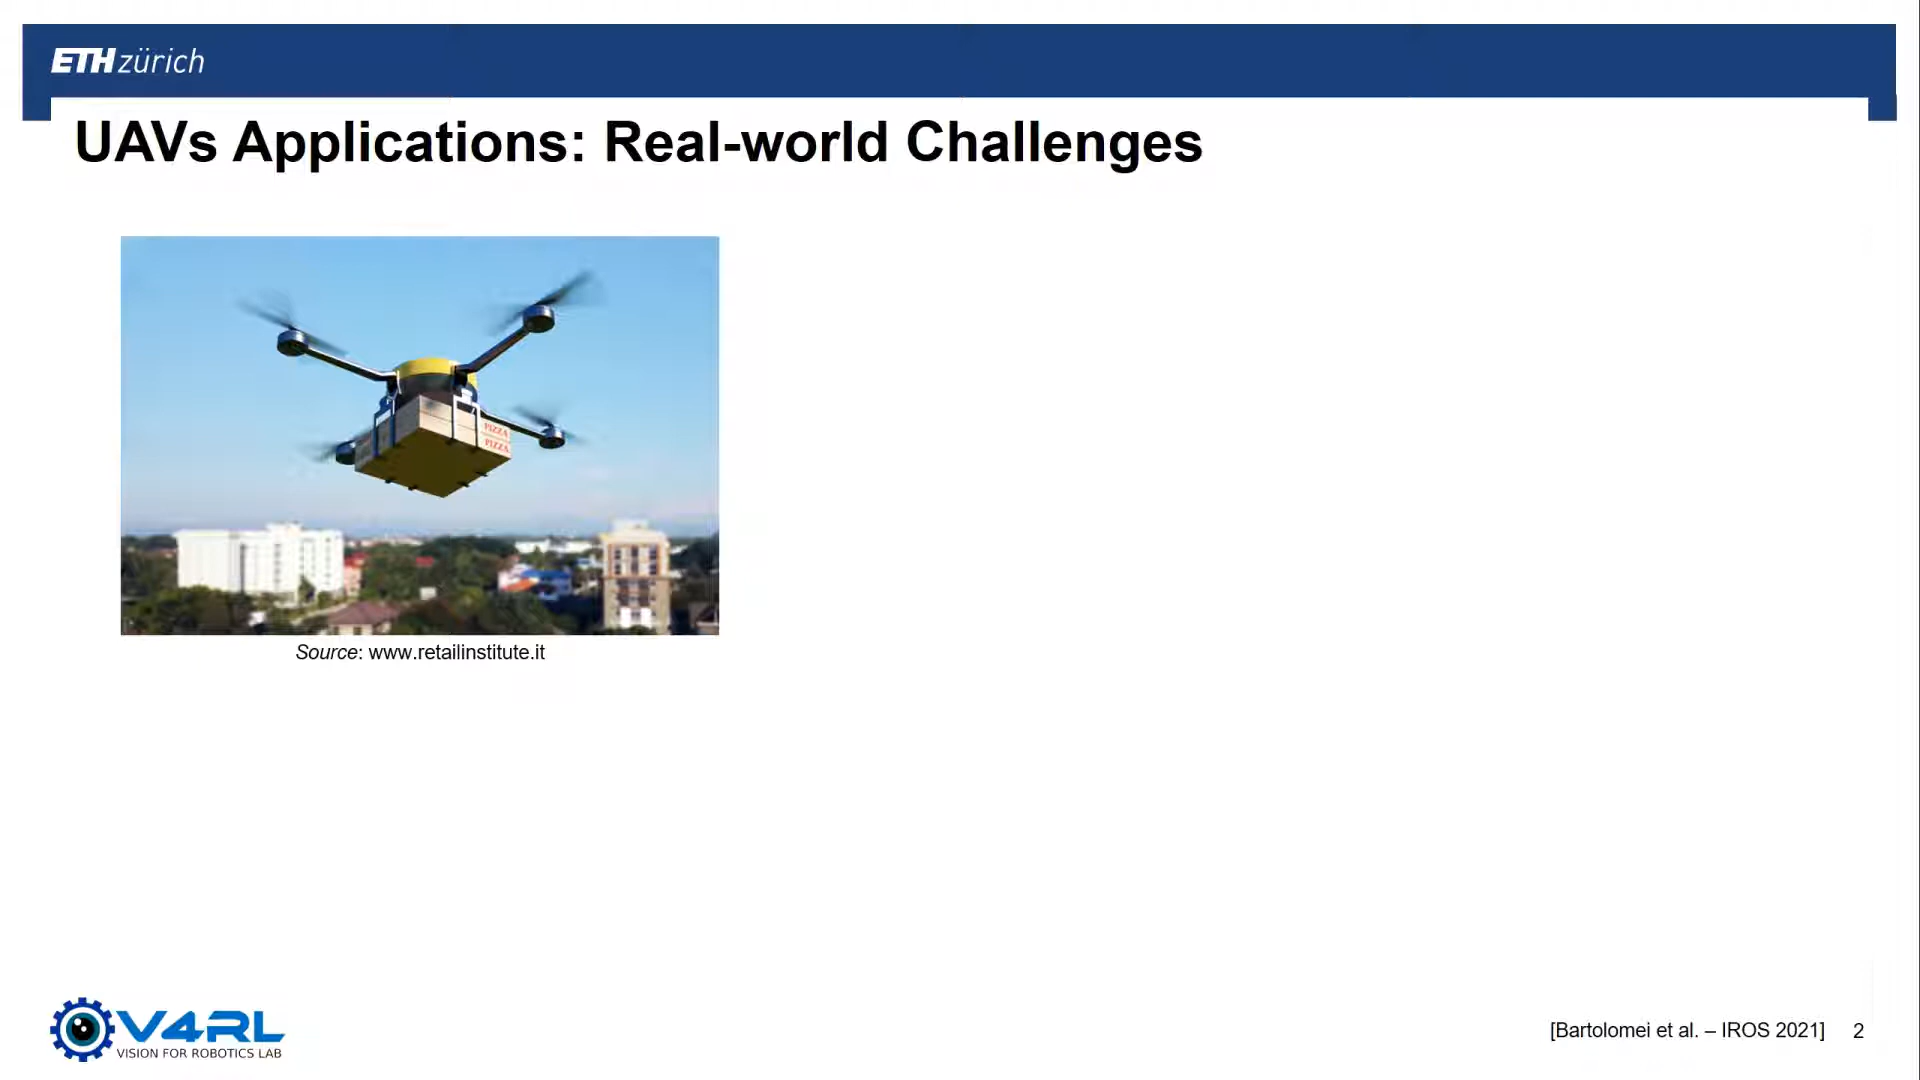 ETH zürich
UAVs Applications: Real-world Challenges
PIZZA
PIZZA
Source: www.retailinstitute.it
V4RL
VISION FOR ROBOTICS LAB
[Bartolomei et al. – IROS 2021] 2